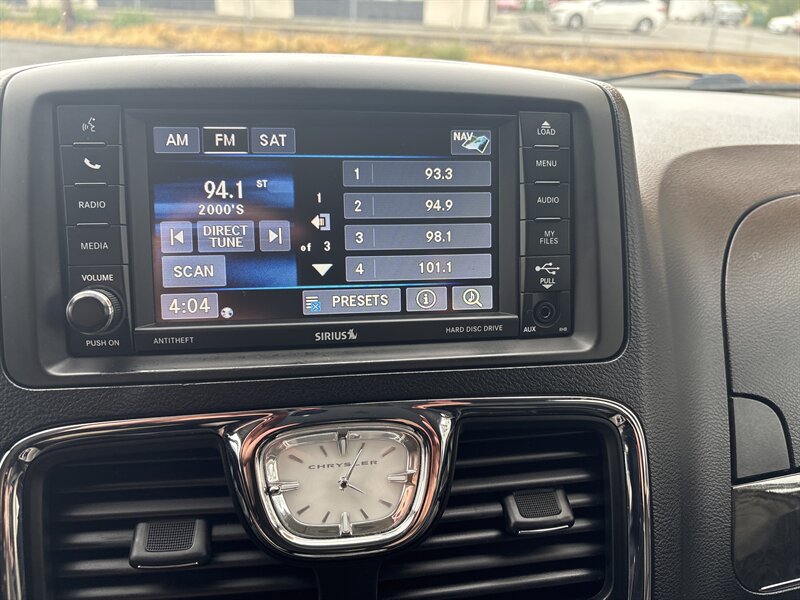 AM FM SAT NAV
94.1 ST
2000'S
DIRECT
TUNE
SCAN
4:04
1
of 3
1 93.3
2 94.9
3 98.1
4 101.1
PRESETS
RADIO
MEDIA
VOLUME
PUSH ON
LOAD
MENU
AUDIO
MY
FILES
PULL
AUX RHB
ANTITHEFT
SIRIUS
HARD DISC DRIVE
CHRYSLER